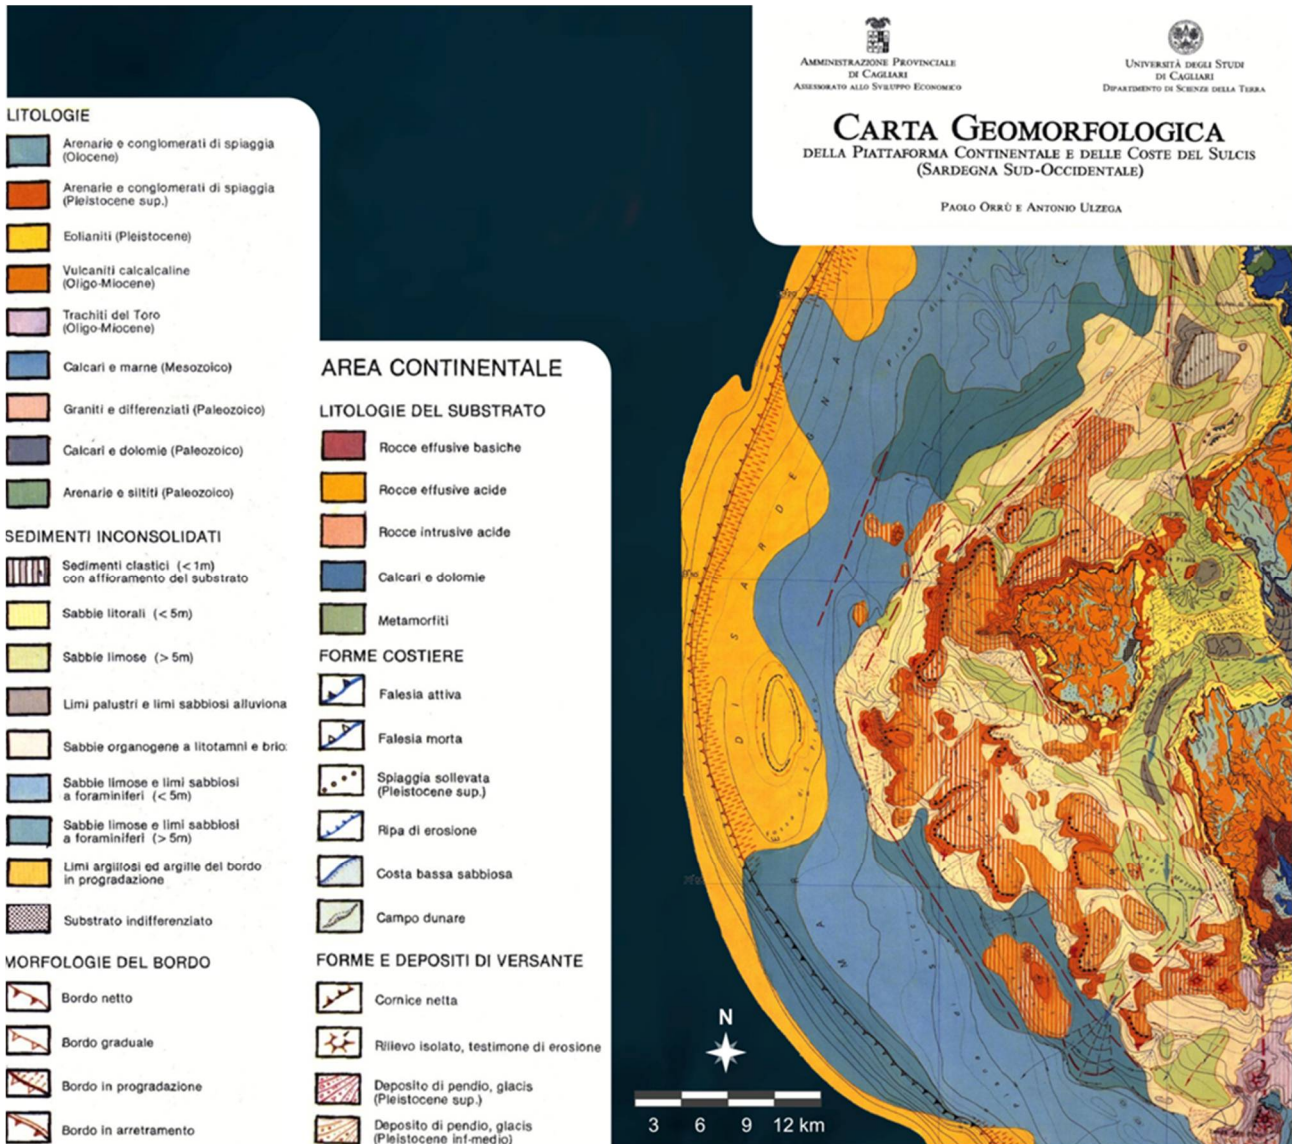 AMMINISTRAZIONE PROVINCIALE
DI CAGLIARI
ASSESSORATO ALLO SVILUPPO ECONOMICO
UNIVERSITÀ DEGLI STUDI
DI CAGLIARI
DIPARTIMENTO DI SCIENZE DELLA TERRA
CARTA GEOMORFOLOGICA
DELLA PIATTAFORMA CONTINENTALE E DELLE COSTE DEL SULCIS
(SARDEGNA SUD-OCCIDENTALE)
PAOLO ORRÙ E ANTONIO ULZEGA
LITOLOGIE
Arenarie e conglomerati di spiaggia
(Olocene)
Arenarie e conglomerati di spiaggia
(Pleistocene sup.)
Eolianiti (Pleistocene)
Vulcaniti calcalcaline
(Oligo-Miocene)
Trachiti del Toro
(Oligo-Miocene)
Calcari e marne (Mesozoico)
Graniti e differenziati (Paleozoico)
Calcari e dolomie (Paleozoico)
Arenarie e siltiti (Paleozoico)
SEDIMENTI INCONSOLIDATI
Sedimenti clastici (<1m)
con affioramento del substrato
Sabbie litorali (<5m)
Sabbie limose (>5m)
Limi palustri e limi sabbiosi alluviona
Sabbie organogene a litotamni e brio
Sabbie limose e limi sabbiosi
a foraminiferi (<5m)
Sabbie limose e limi sabbiosi
a foraminiferi (>5m)
Limi argillosi ed argille del bordo
in progradazione
Substrato indifferenziato
MORFOLOGIE DEL BORDO
Bordo netto
Bordo graduale
Bordo in progradazione
Bordo in arretramento
AREA CONTINENTALE
LITOLOGIE DEL SUBSTRATO
Rocce effusive basiche
Rocce effusive acide
Rocce intrusive acide
Calcari e dolomie
Metamorfiti
FORME COSTIERE
Falesia attiva
Falesia morta
Spiaggia sollevata
(Pleistocene sup.)
Ripa di erosione
Costa bassa sabbiosa
Campo dunare
FORME E DEPOSITI DI VERSANTE
Cornice netta
Rilievo isolato, testimone di erosione
Deposito di pendio, glacis
(Pleistocene sup.)
Deposito di pendio, glacis
(Pleistocene inf-medio)
MAR DI SARDEGNA
N
3 6 9 12 km